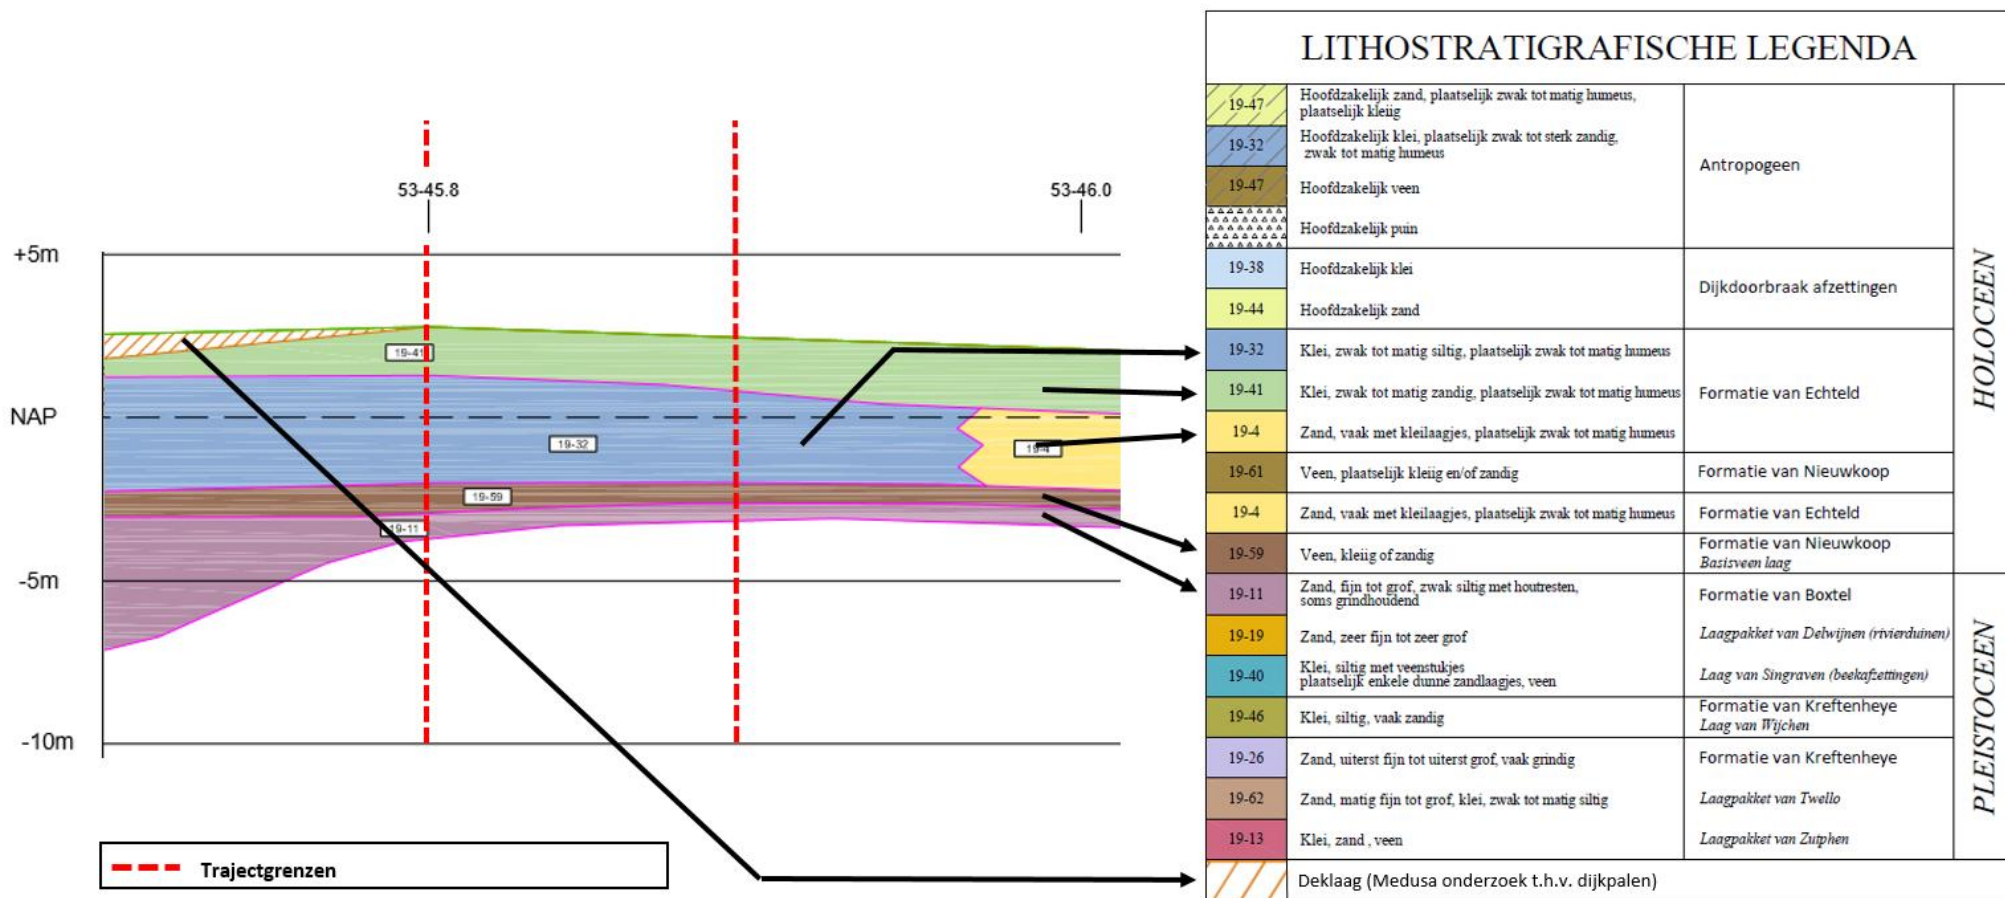 53-45.8
53-46.0
+5m
19-41
NAP
19-32
19-4
19-59
19-11
-5m
-10m
Trajectgrenzen
LITHOSTRATIGRAFISCHE LEGENDA
19-47
Hoofdzakelijk zand, plaatselijk zwak tot matig humeus,
plaatselijk kleiig
19-32
Hoofdzakelijk klei, plaatselijk zwak tot sterk zandig,
zwak tot matig humeus
Antropogeen
19-47
Hoofdzakelijk veen
Hoofdzakelijk puin
19-38
Hoofdzakelijk klei
Dijkdoorbraak afzettingen
19-44
Hoofdzakelijk zand
HOLOCEEN
19-32
Klei, zwak tot matig siltig, plaatselijk zwak tot matig humeus
19-41
Klei, zwak tot matig zandig, plaatselijk zwak tot matig humeus
Formatie van Echteld
19-4
Zand, vaak met kleilaagjes, plaatselijk zwak tot matig humeus
19-61
Veen, plaatselijk kleiig en/of zandig
Formatie van Nieuwkoop
19-4
Zand, vaak met kleilaagjes, plaatselijk zwak tot matig humeus
Formatie van Echteld
19-59
Veen, kleiig of zandig
Formatie van Nieuwkoop
Basisveen laag
19-11
Zand, fijn tot grof, zwak siltig met houtresten,
soms grindhoudend
Formatie van Boxtel
19-19
Zand, zeer fijn tot zeer grof
Laagpakket van Delwijnen (rivierduinen)
19-40
Klei, siltig met veenstukjes
plaatselijk enkele dunne zandlaagjes, veen
Laag van Singraven (beekafzettingen)
PLEISTOCEEN
19-46
Klei, siltig, vaak zandig
Formatie van Kreftenheye
Laag van Wijchen
19-26
Zand, uiterst fijn tot uiterst grof, vaak grindig
Formatie van Kreftenheye
19-62
Zand, matig fijn tot grof, klei, zwak tot matig siltig
Laagpakket van Twello
19-13
Klei, zand , veen
Laagpakket van Zutphen
Deklaag (Medusa onderzoek t.h.v. dijkpalen)